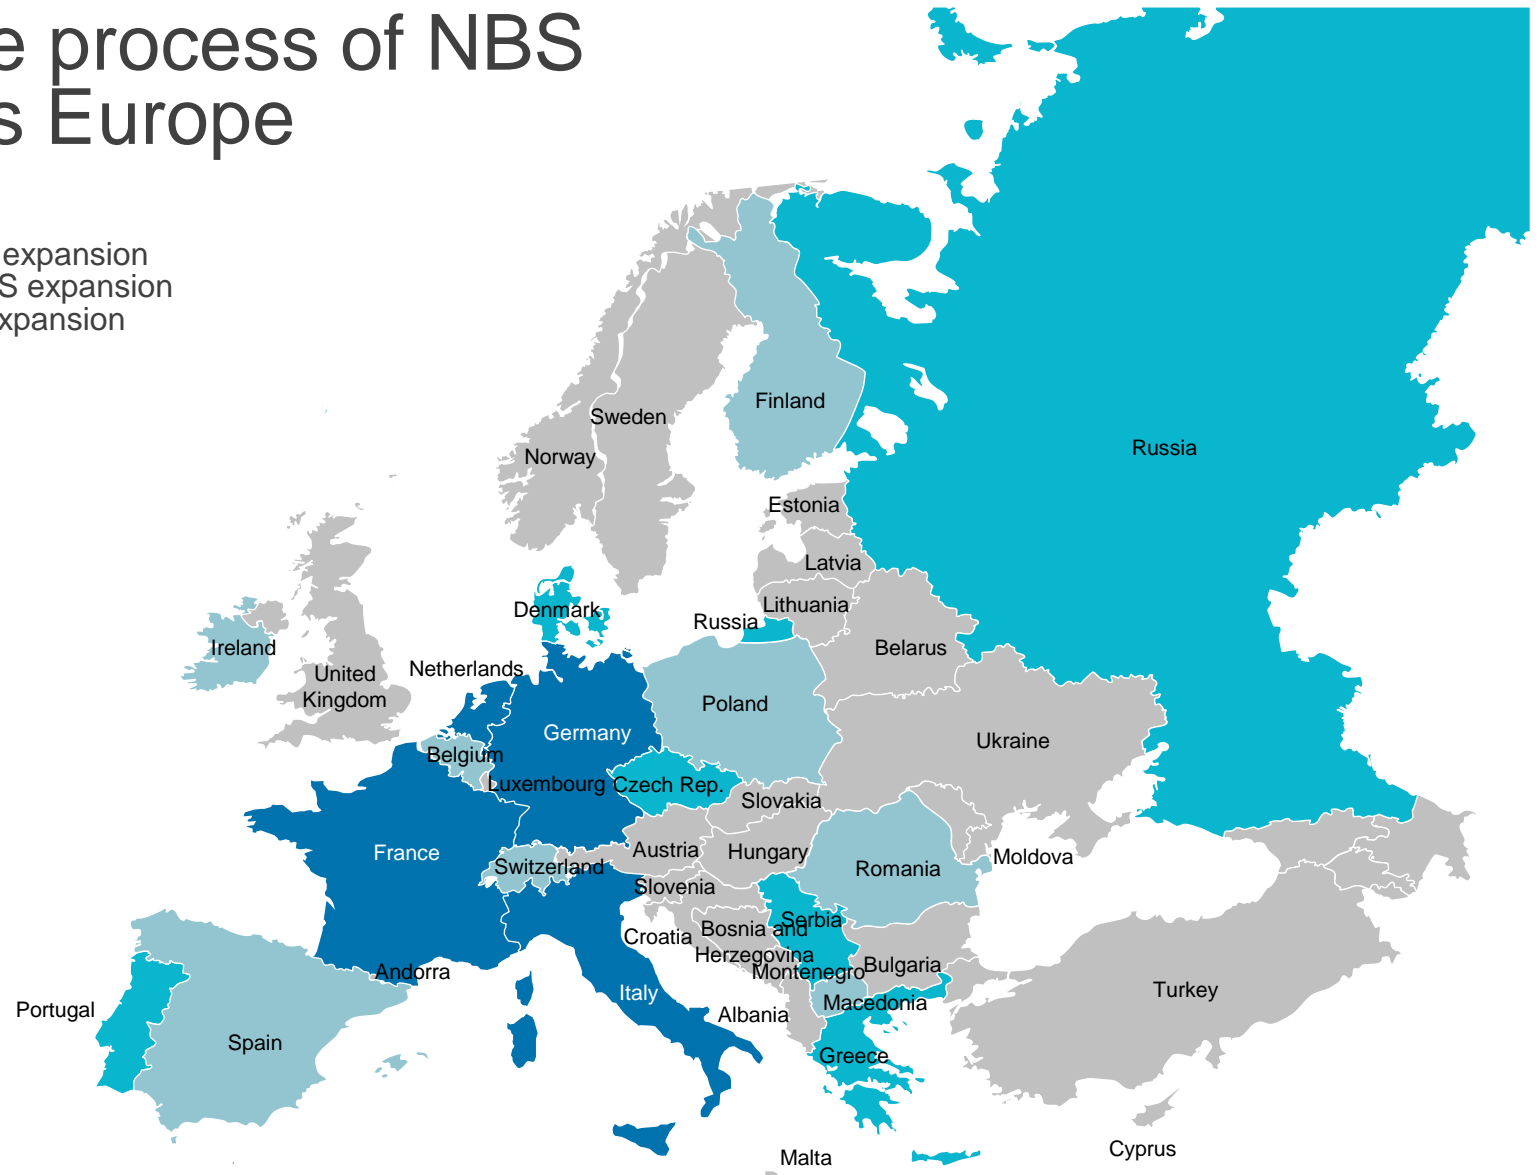 e process of NBS
s Europe
expansion
S expansion
xpansion
Finland
Sweden
Russia
Norway
Estonia
Latvia
Lithuania
Denmark
Russia
Ireland
Belarus
Netherlands
United
Kingdom
Poland
Germany
Ukraine
Belgium
Luxembourg
Czech Rep.
Slovakia
France
Austria
Hungary
Moldova
Switzerland
Romania
Slovenia
Serbia
Croatia
Bosnia and
Herzegovina
Bulgaria
Andorra
Montenegro
Turkey
Italy
Macedonia
Portugal
Albania
Spain
Greece
Cyprus
Malta